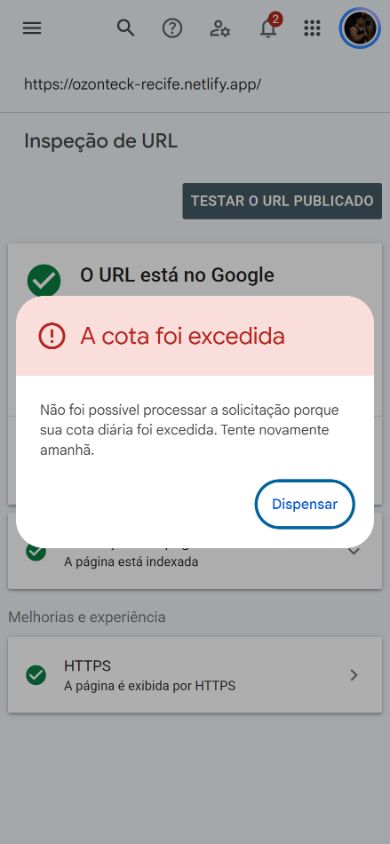 2
https://ozonteck-recife.netlify.app/
Inspeção de URL
TESTAR O URL PUBLICADO
O URL está no Google
A cota foi excedida
Não foi possível processar a solicitação porque
sua cota diária foi excedida. Tente novamente
amanhã.
Dispensar
A página está indexada
Melhorias e experiência
HTTPS
A página é exibida por HTTPS